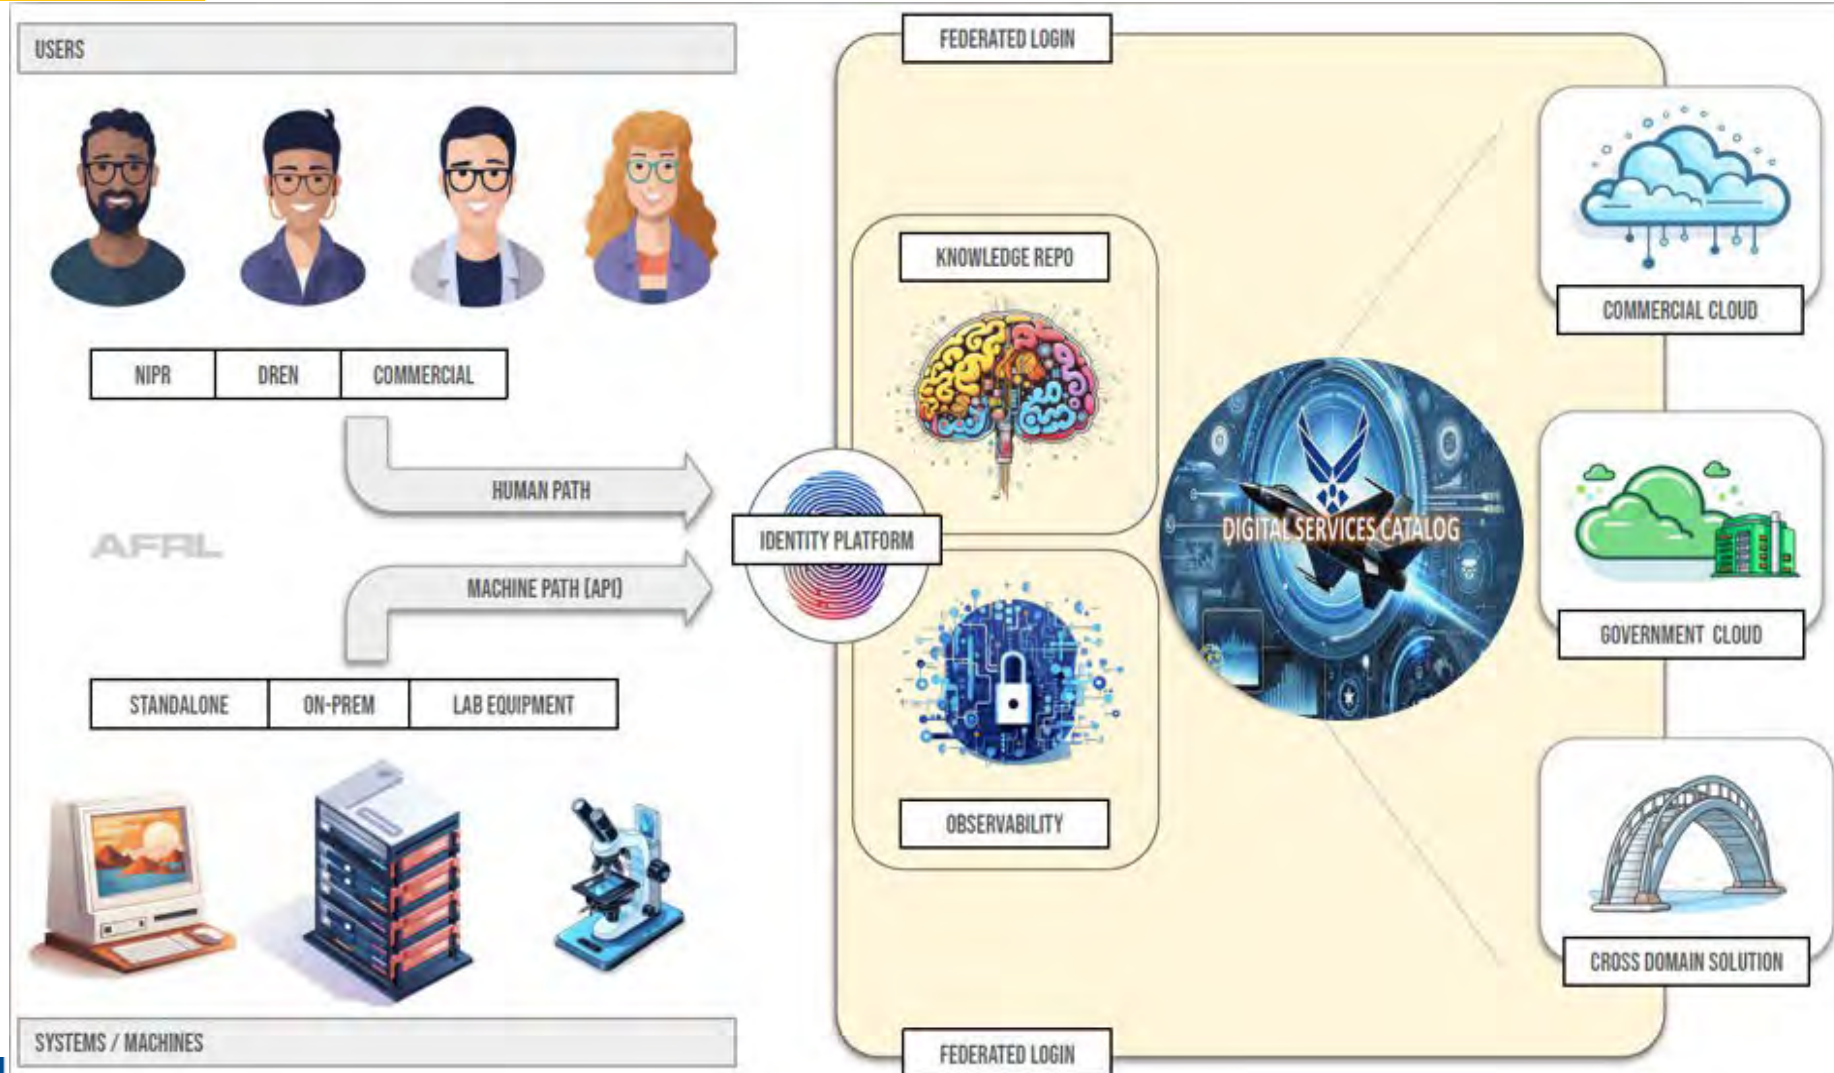 USERS
NIPR
DREN
COMMERCIAL
HUMAN PATH
AFRL
MACHINE PATH (API)
STANDALONE
ON-PREM
LAB EQUIPMENT
SYSTEMS / MACHINES
IDENTITY PLATFORM
FEDERATED LOGIN
KNOWLEDGE REPO
OBSERVABILITY
FEDERATED LOGIN
DIGITAL SERVICES CATALOG
COMMERCIAL CLOUD
GOVERNMENT CLOUD
CROSS DOMAIN SOLUTION